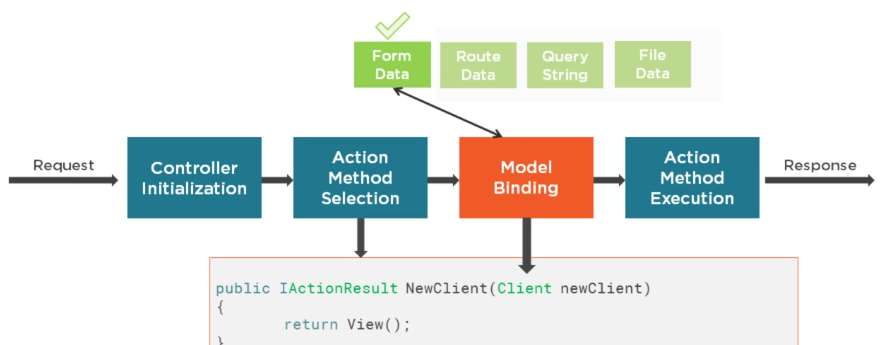 Form
Data
Route
Data
Query
String
File
Data
Request
Controller
Initialization
Action
Method
Selection
Model
Binding
Action
Method
Execution
Response
public IActionResult NewClient(Client newClient)
{
return View();
}